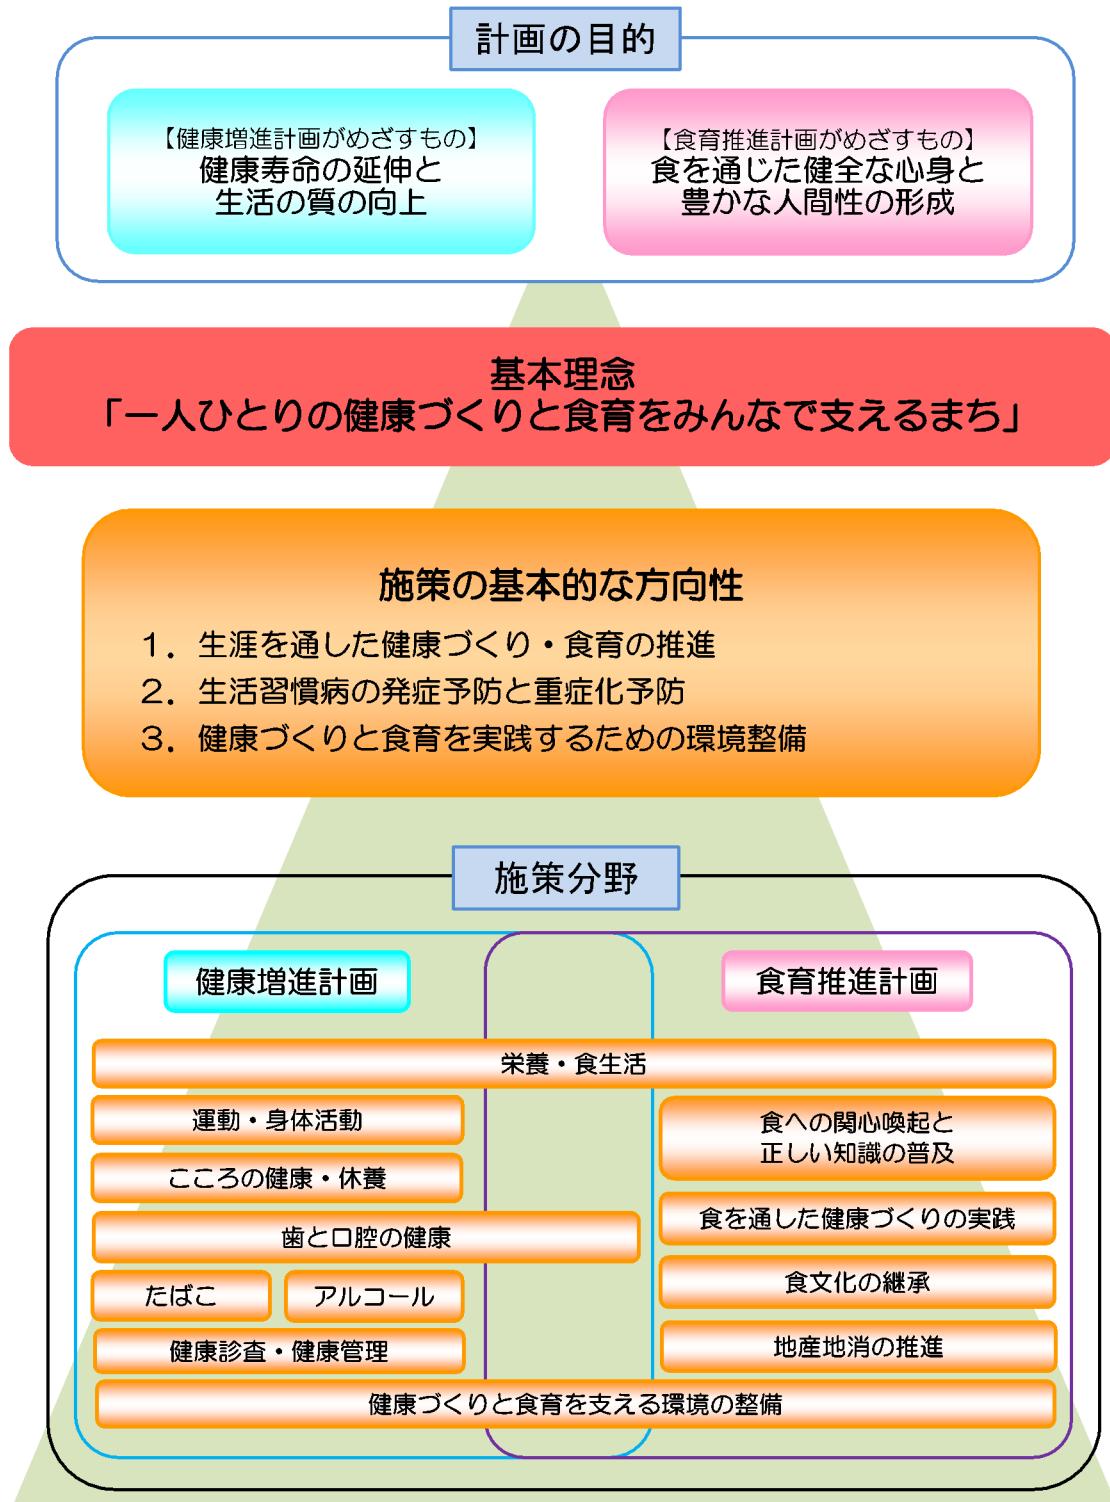 計画の目的
【健康増進計画がめざすもの】
健康寿命の延伸と
生活の質の向上
【食育推進計画がめざすもの】
食を通じた健全な心身と
豊かな人間性の形成
基本理念
「一人ひとりの健康づくりと食育をみんなで支えるまち」
施策の基本的な方向性
１．生涯を通した健康づくり・食育の推進
２．生活習慣病の発症予防と重症化予防
３．健康づくりと食育を実践するための環境整備
施策分野
健康増進計画
食育推進計画
栄養・食生活
運動・身体活動
こころの健康・休養
歯と口腔の健康
たばこ
アルコール
健康診査・健康管理
食への関心喚起と
正しい知識の普及
食を通した健康づくりの実践
食文化の継承
地産地消の推進
健康づくりと食育を支える環境の整備